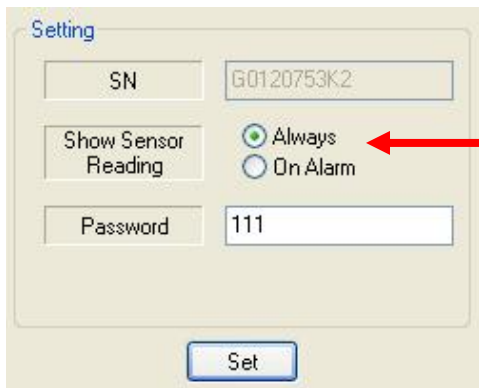 Setting
SN G0120753K2
Show Sensor Reading
Always
On Alarm
Password 111
Set